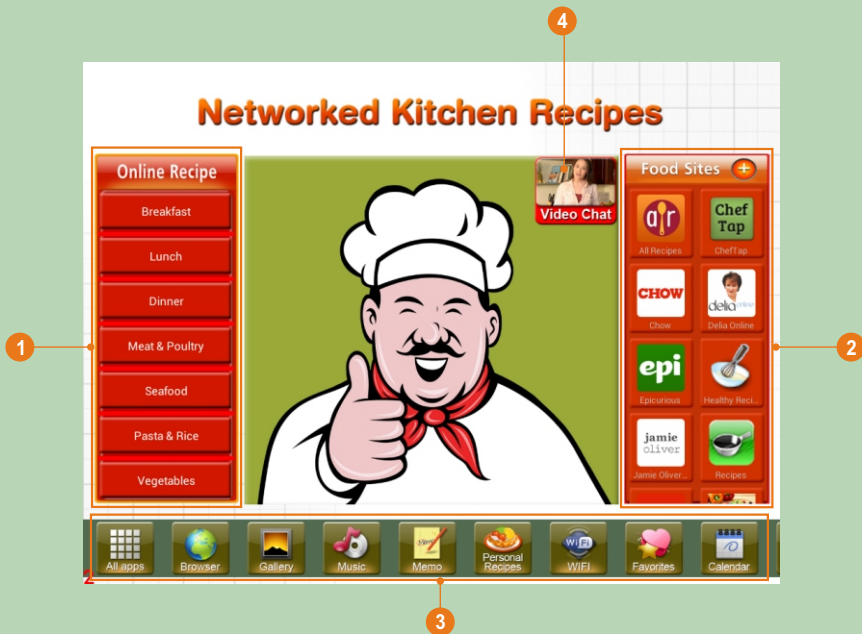 4
Networked Kitchen Recipes
Online Recipe
Breakfast
Lunch
Dinner
Meat & Poultry
Seafood
Pasta & Rice
Vegetables
1
Video Chat
Food Sites +
All Recipes
Chef
Tap
ChefTap
CHOW
Chow
delia online
Delia Online
epi
Epicurious
Healthy Reci...
jamie
oliver
Jamie Oliver...
Recipes
2
All apps
Browser
Gallery
Music
Memo
Personal
Recipes
WiFi
WIFI
Favorites
Calendar
2
3